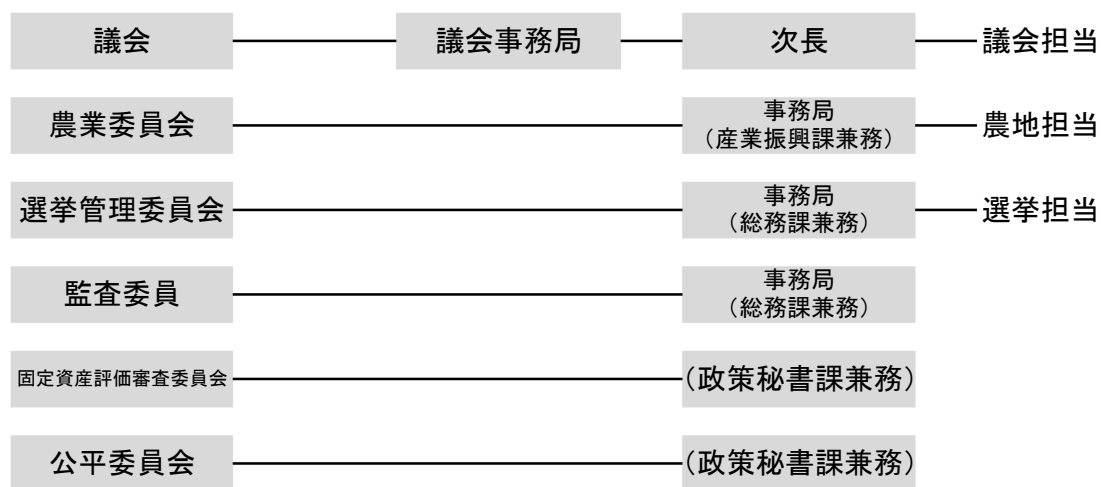 議会 議会事務局 次長 議会担当
農業委員会 事務局 農地担当
（産業振興課兼務）
選挙管理委員会 事務局 選挙担当
（総務課兼務）
監査委員 事務局
（総務課兼務）
固定資産評価審査委員会 （政策秘書課兼務）
公平委員会 （政策秘書課兼務）